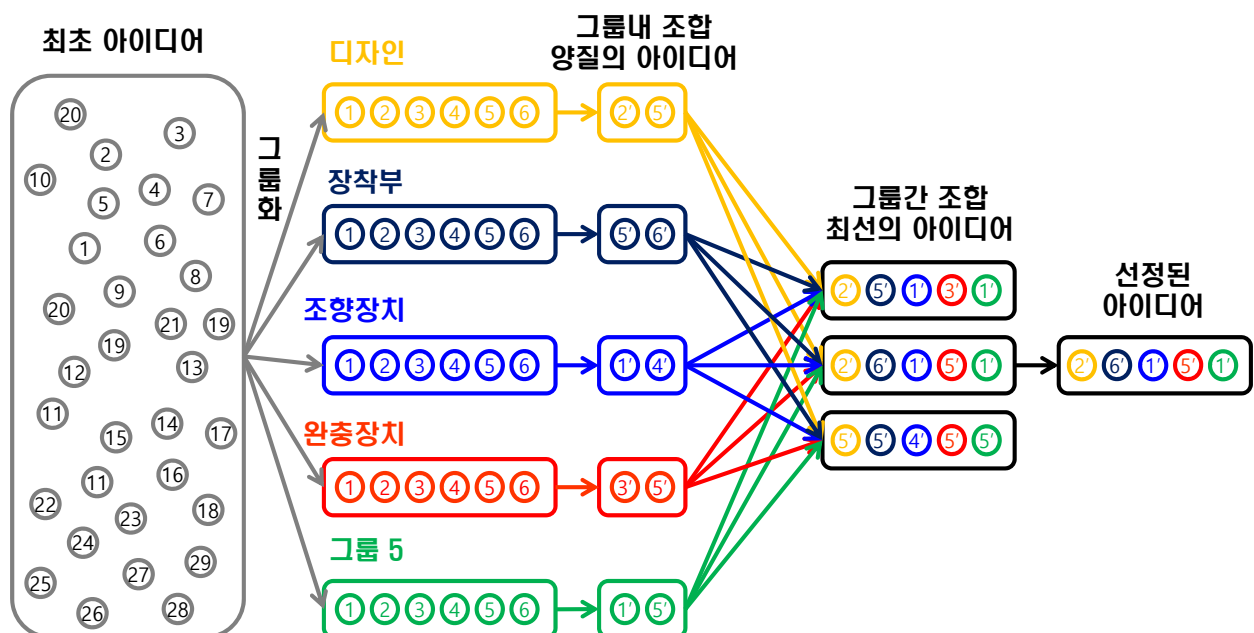 최초 아이디어
20
3
2
10
4
7
5
1
6
8
9
20
21
19
19
12
13
11
14
15
17
11
16
22
18
23
24
29
25
27
26
28
그룹화
디자인
1 2 3 4 5 6
장착부
1 2 3 4 5 6
조향장치
1 2 3 4 5 6
완충장치
1 2 3 4 5 6
그룹 5
1 2 3 4 5 6
그룹내 조합
양질의 아이디어
2′ 5′
5′ 6′
1′ 4′
3′ 5′
1′ 5′
그룹간 조합
최선의 아이디어
2′ 5′ 1′ 3′ 1′
2′ 6′ 1′ 5′ 1′
5′ 5′ 4′ 5′ 5′
선정된
아이디어
2′ 6′ 1′ 5′ 1′